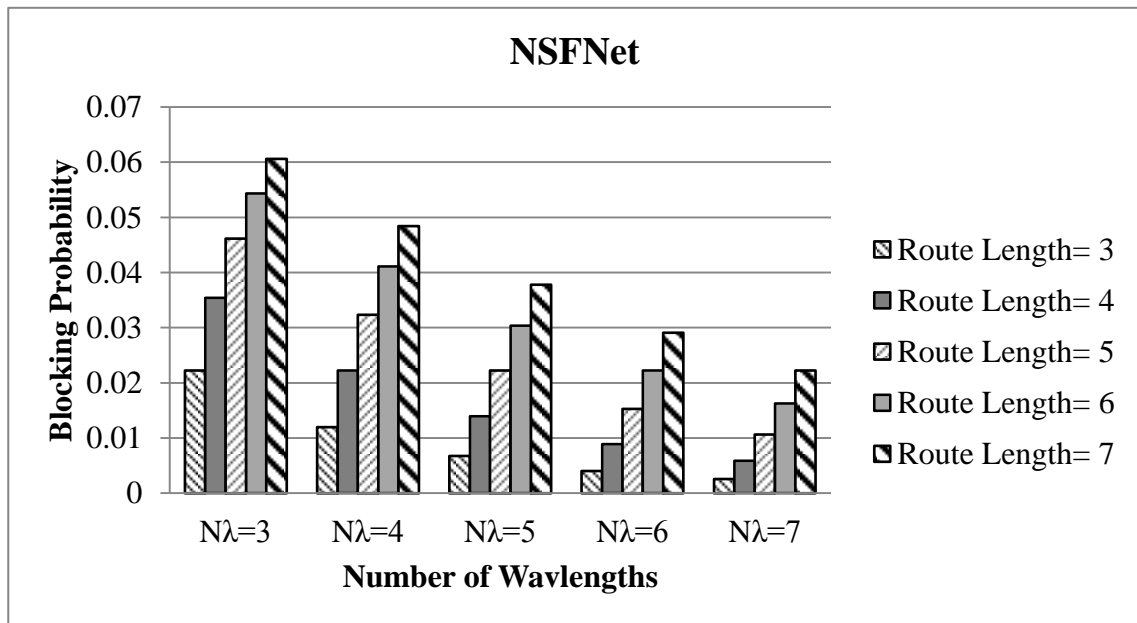 NSFNet
0.07
0.06
0.05
0.04
0.03
0.02
0.01
0
Blocking Probability
Nλ=3 Nλ=4 Nλ=5 Nλ=6 Nλ=7
Number of Wavlengths
Route Length= 3
Route Length= 4
Route Length= 5
Route Length= 6
Route Length= 7